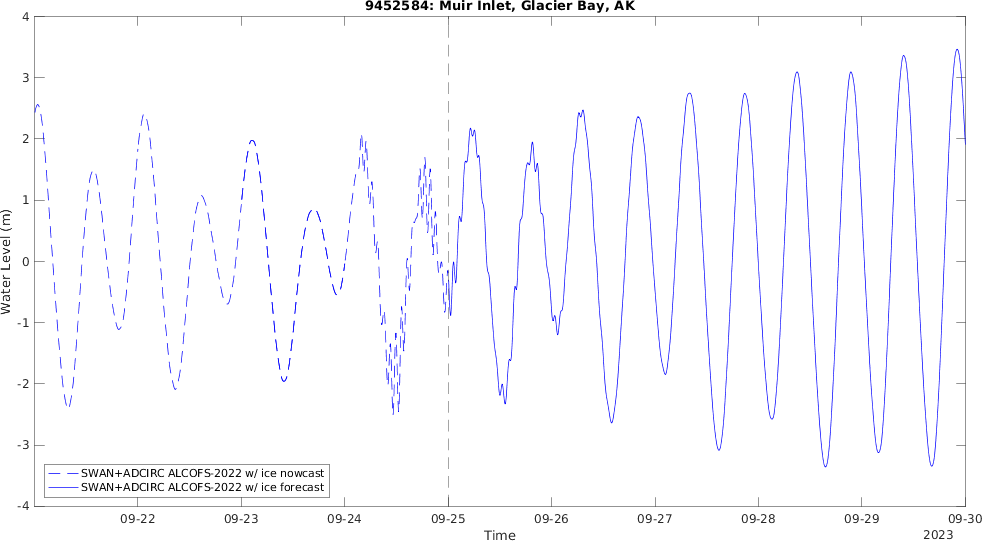 9452584: Muir Inlet, Glacier Bay, AK
4
3
2
1
0
-1
-2
-3
-4
Water Level (m)
SWAN+ADCIRC ALCOFS-2022 w/ ice nowcast
SWAN+ADCIRC ALCOFS-2022 w/ ice forecast
09-22 09-23 09-24 09-25 09-26 09-27 09-28 09-29 09-30
Time
2023